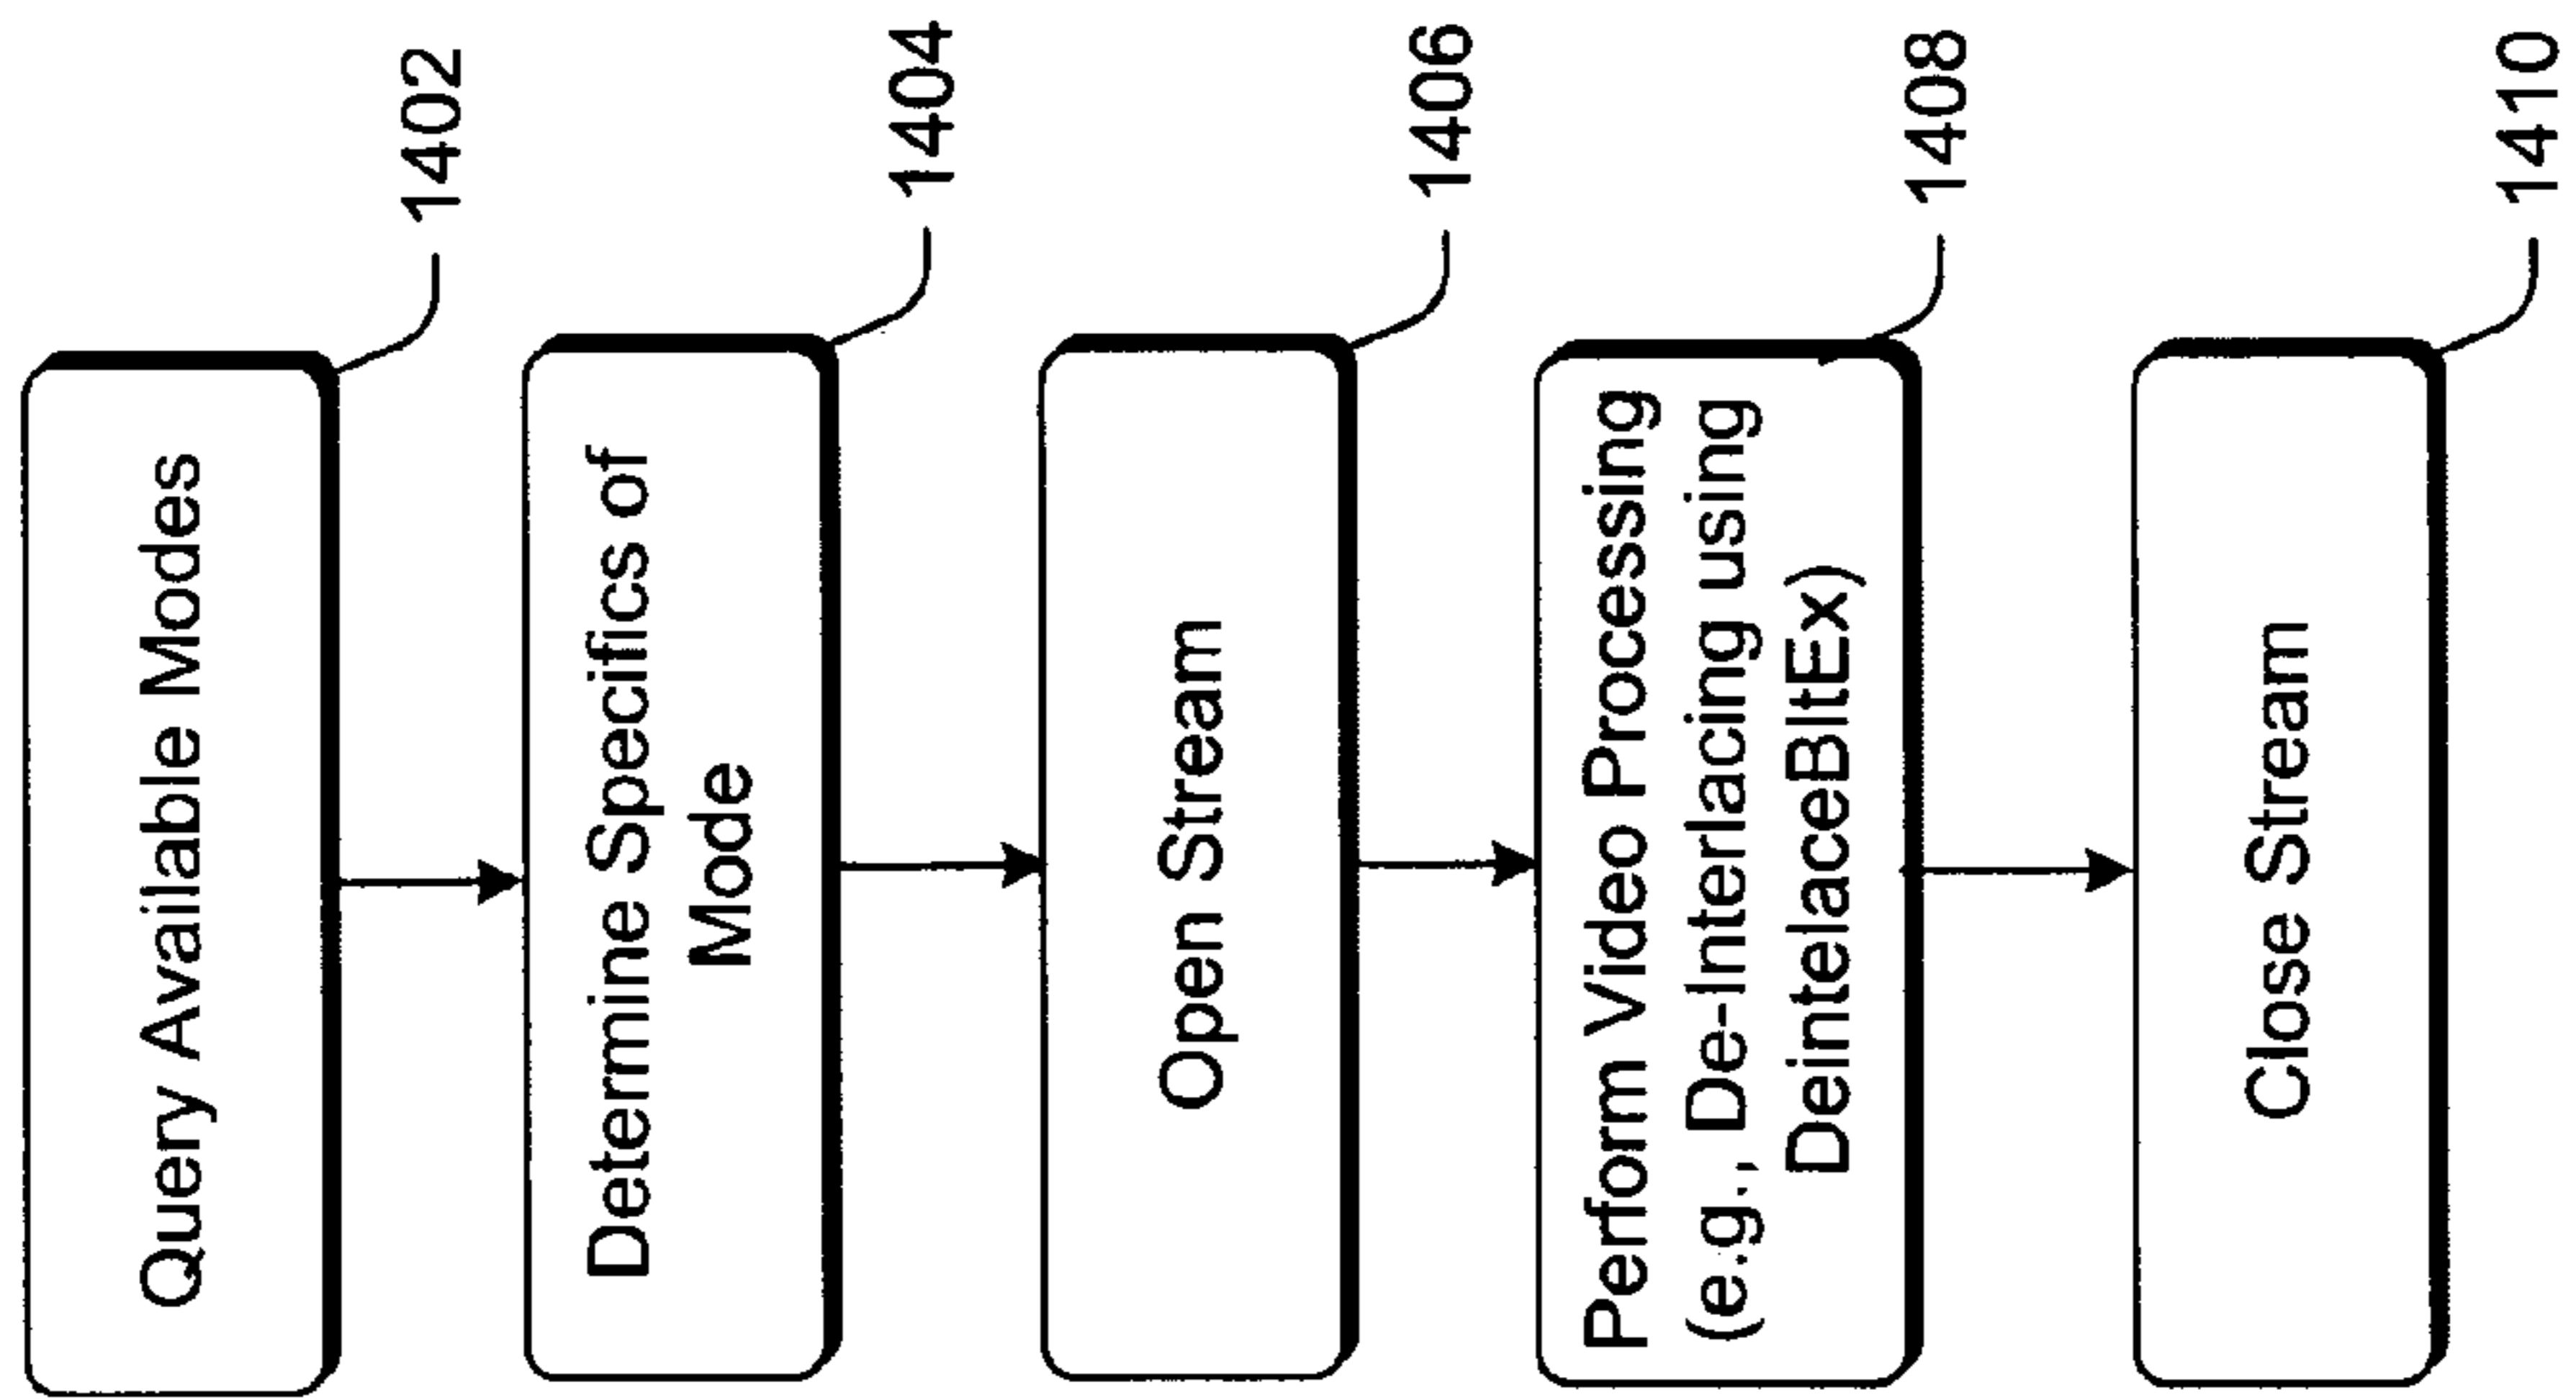 Query Available Modes
1402
Determine Specifics of
Mode
1404
Open Stream
1406
Perform Video Processing
(e.g., De-Interlacing using
DeintelaceBltEx)
1408
Close Stream
1410